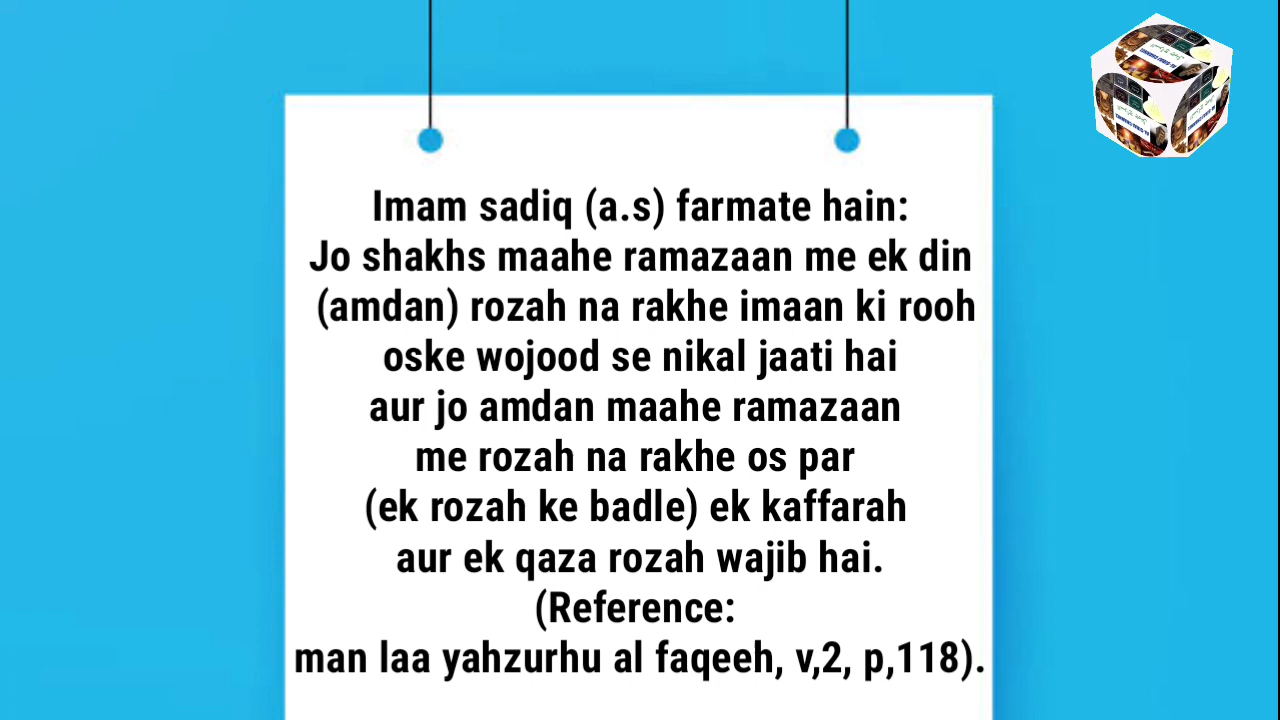 Imam sadiq (a.s) farmate hain:
Jo shakhs maahe ramazaan me ek din
(amdan) rozah na rakhe imaan ki rooh
oske wojood se nikal jaati hai
aur jo amdan maahe ramazaan
me rozah na rakhe os par
(ek rozah ke badle) ek kaffarah
aur ek qaza rozah wajib hai.
(Reference:
man laa yahzurhu al faqeeh, v,2, p,118).